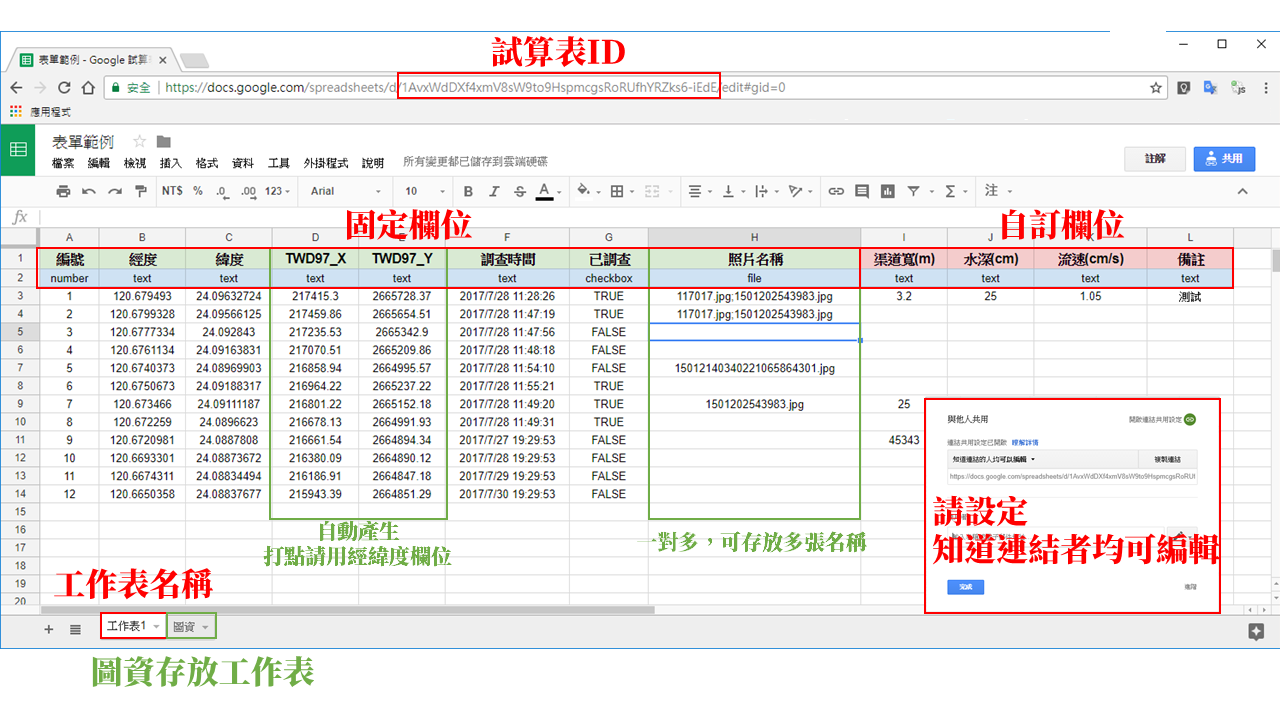 試算表ID
表單範例 - Google 試算
安全 https://docs.google.com/spreadsheets/d/1AvxWdDXf4xmV8sW9to9HspmcgsRoRUfhYRZks6-iEdE/edit#gid=0
應用程式
表單範例
檔案 編輯 檢視 插入 格式 資料 工具 外掛程式 說明 所有變更都已儲存到雲端硬碟
註解 共用
NT$ % .0 .00 123 Arial 10 B I S A 注
fx
固定欄位 自訂欄位
A B C D E F G H I J K L
1 編號 經度 緯度 TWD97_X TWD97_Y 調查時間 已調查 照片名稱 渠道寬(m) 水深(cm) 流速(cm/s) 備註
2 number text text text text text checkbox file text text text text
3 1 120.679493 24.09632724 217415.3 2665728.37 2017/7/28 11:28:26 TRUE 117017.jpg;1501202543983.jpg 3.2 25 1.05 測試
4 2 120.6799328 24.09566125 217459.86 2665654.51 2017/7/28 11:47:19 TRUE 117017.jpg;1501202543983.jpg
5 3 120.6777334 24.092843 217235.53 2665342.9 2017/7/28 11:47:56 FALSE
6 4 120.6761134 24.09163831 217070.51 2665209.86 2017/7/28 11:48:18 FALSE
7 5 120.6740373 24.08969903 216858.94 2664995.57 2017/7/28 11:54:10 FALSE 15012140340221065864301.jpg
8 6 120.6750673 24.09188317 216964.22 2665237.22 2017/7/28 11:55:21 TRUE
9 7 120.673466 24.09111187 216801.22 2665152.18 2017/7/28 11:49:20 TRUE 1501202543983.jpg 25
10 8 120.672259 24.0896623 216678.13 2664991.93 2017/7/28 11:49:31 TRUE
11 9 120.6720981 24.0887808 216661.54 2664894.34 2017/7/27 19:29:53 FALSE 45343
12 10 120.6693301 24.08873672 216380.09 2664890.12 2017/7/28 19:29:53 FALSE
13 11 120.6674311 24.08834494 216186.91 2664847.18 2017/7/29 19:29:53 FALSE
14 12 120.6650358 24.08837677 215943.39 2664851.29 2017/7/30 19:29:53 FALSE
15
16
17
18
19
20
與他人共用 開啟連結共用設定
連結共用設定已開啟 瞭解詳情
知道連結的人均可以編輯 複製連結
https://docs.google.com/spreadsheets/d/1AvxWdDXf4xmV8sW9to9HspmcgsRoRUf
請設定
知道連結者均可編輯
完成 進階
自動產生
打點請用經緯度欄位
一對多，可存放多張名稱
工作表名稱
工作表1 圖資
圖資存放工作表